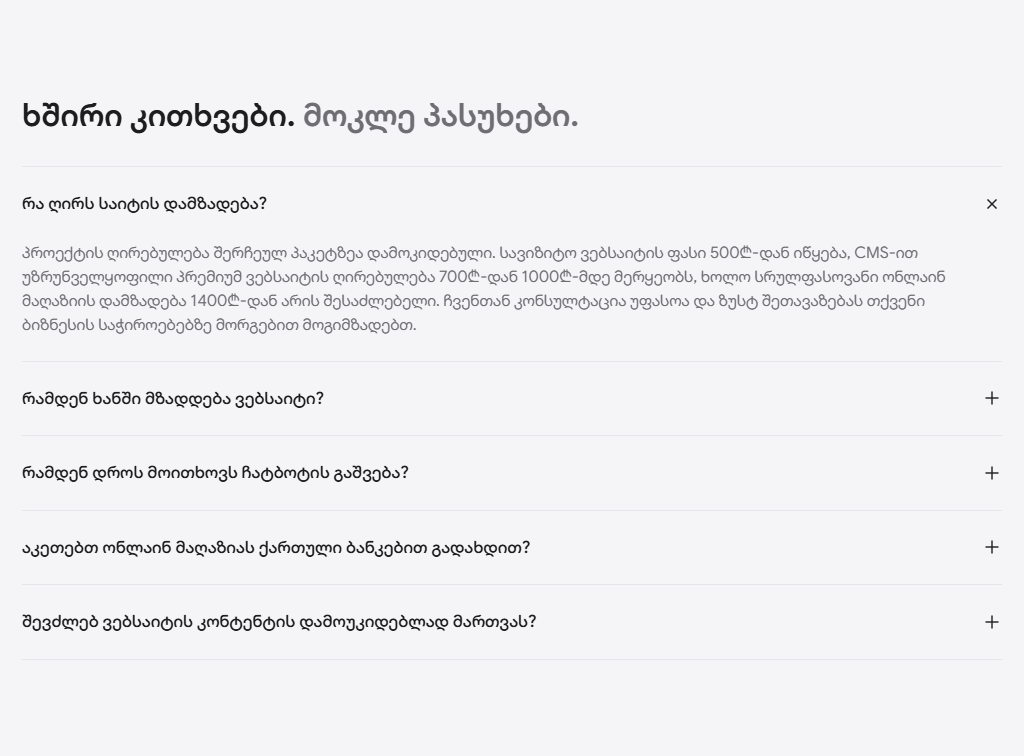 ხშირი კითხვები. მოკლე პასუხები.
რა ღირს საიტის დამზადება?
პროექტის ღირებულება შერჩეულ პაკეტზეა დამოკიდებული. სავიზიტო ვებსაიტის ფასი 500₾-დან იწყება, CMS-ით
უზრუნველყოფილი პრემიუმ ვებსაიტის ღირებულება 700₾-დან 1000₾-მდე მერყეობს, ხოლო სრულფასოვანი ონლაინ
მაღაზიის დამზადება 1400₾-დან არის შესაძლებელი. ჩვენთან კონსულტაცია უფასოა და ზუსტ შეთავაზებას თქვენი
ბიზნესის საჭიროებებზე მორგებით მოგიმზადებთ.
რამდენ ხანში მზადდება ვებსაიტი?
რამდენ დროს მოითხოვს ჩატბოტის გაშვება?
აკეთებთ ონლაინ მაღაზიას ქართული ბანკებით გადახდით?
შევძლებ ვებსაიტის კონტენტის დამოუკიდებლად მართვას?